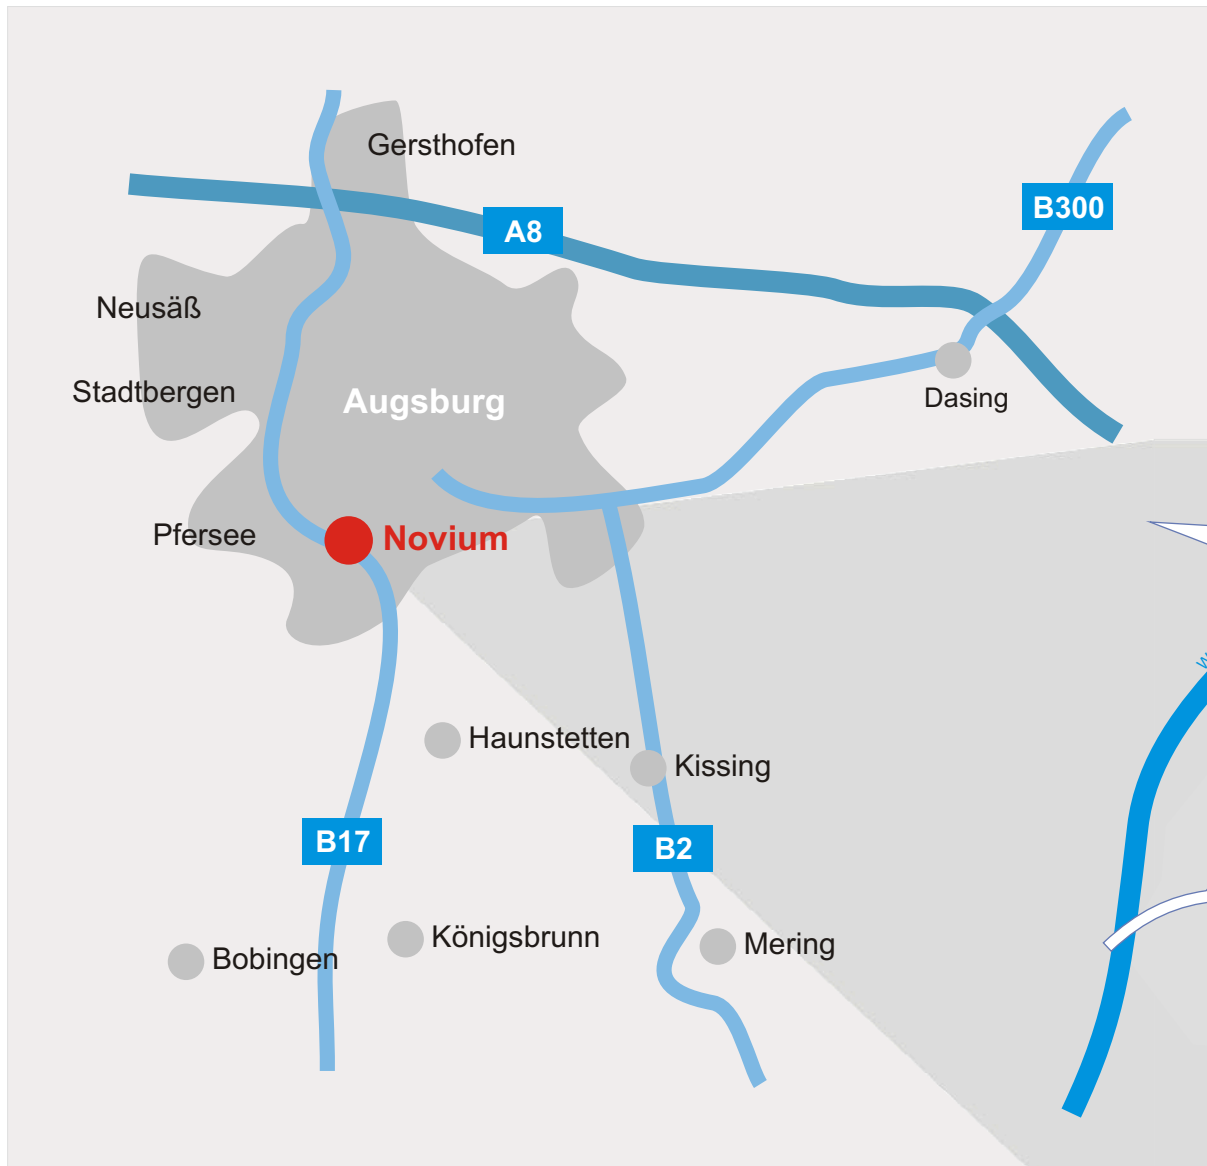 Gersthofen
B300
A8
Neusäß
Stadtbergen
Augsburg
Dasing
Pfersee
Novium
Haunstetten
Kissing
B17
B2
Königsbrunn
Mering
Bobingen